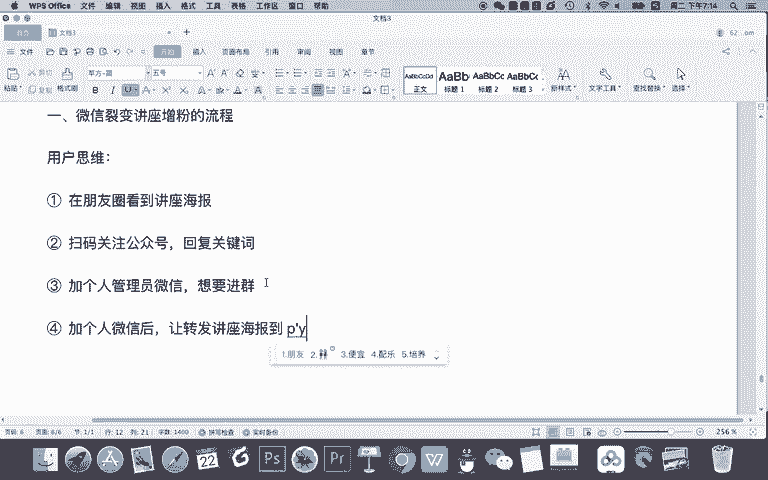 WPS Office 文件 编辑 视图 插入 格式 工具 表格 工作区 窗口 帮助
周二 下午7:14
文档3
首页 文档3
文件 开始 插入 页面布局 引用 审阅 视图 章节
粘贴 剪切 复制 格式刷 五号
AaBbCcDd AaBb AaBbCc AaBbCc
正文 标题 1 标题 2 标题 3 新样式 文字工具 查找替换 选择
一、微信裂变讲座增粉的流程
用户思维：
① 在朋友圈看到讲座海报
② 扫码关注公众号，回复关键词
③ 加个人管理员微信，想要进群
④ 加个人微信后，让转发讲座海报到 p'y
1.朋友 2. 3.便宜 4.配乐 5.培养
页码: 6 页面: 6/6 节: 1/1 行: 12 列: 21 字数: 1400 拼写检查 实时备份 256 %
22 Ps Pr W